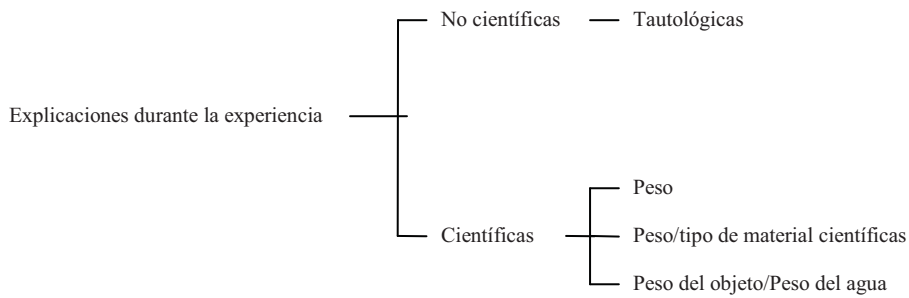 No científicas
Tautológicas
Explicaciones durante la experiencia
Peso
Científicas
Peso/tipo de material científicas
Peso del objeto/Peso del agua